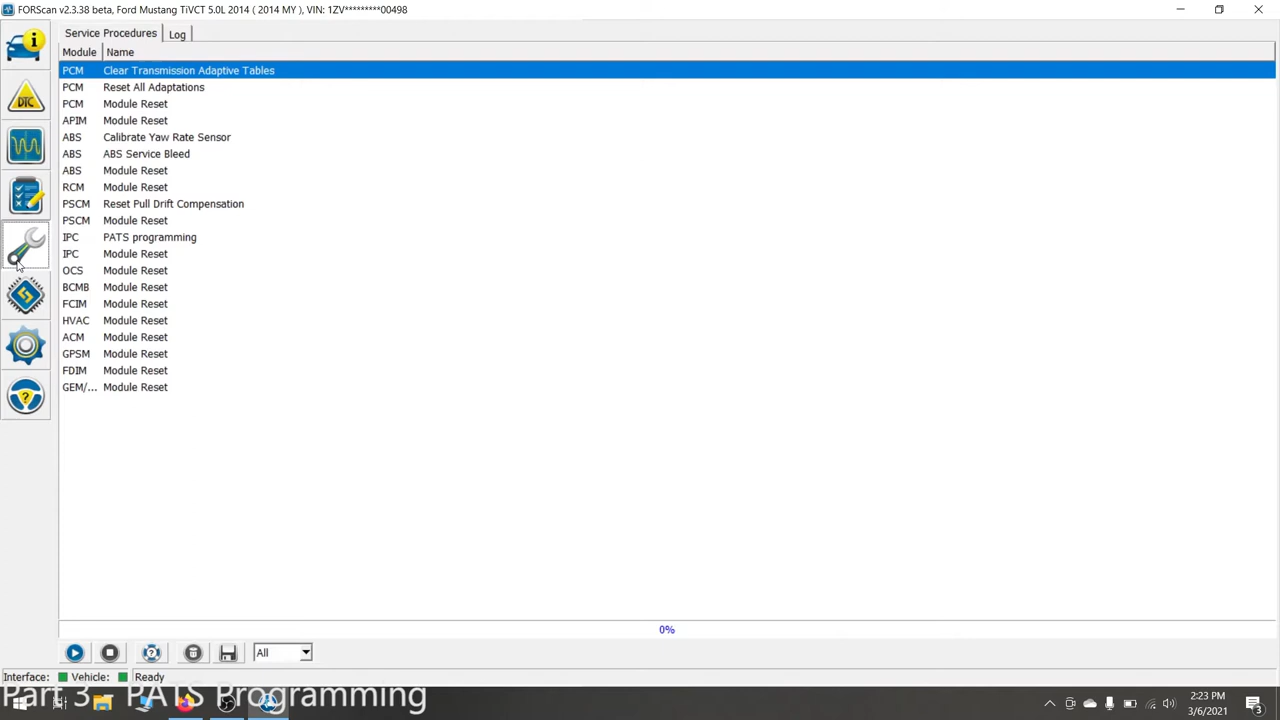 FORScan v2.3.38 beta, Ford Mustang TiVCT 5.0L 2014 ( 2014 MY ), VIN: 1ZV*********00498
Service Procedures Log
Module Name
PCM Clear Transmission Adaptive Tables
PCM Reset All Adaptations
PCM Module Reset
APIM Module Reset
ABS Calibrate Yaw Rate Sensor
ABS ABS Service Bleed
ABS Module Reset
RCM Module Reset
PSCM Reset Pull Drift Compensation
PSCM Module Reset
IPC PATS programming
IPC Module Reset
OCS Module Reset
BCMB Module Reset
FCIM Module Reset
HVAC Module Reset
ACM Module Reset
GPSM Module Reset
FDIM Module Reset
GEM/... Module Reset
DTC
0%
All
Interface: Vehicle: Ready
Part 3 - PATS Programming
2:23 PM
3/6/2021
3